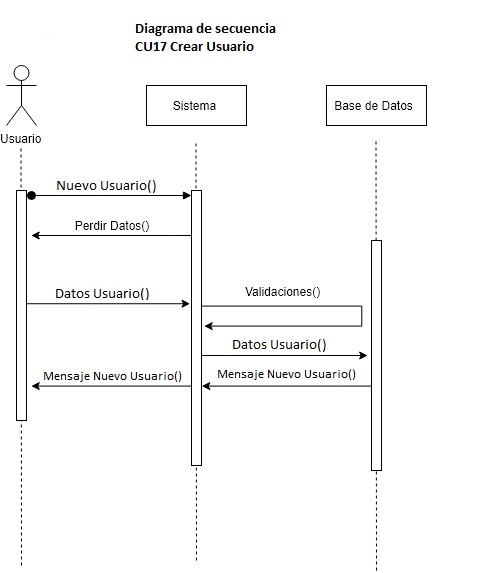 Diagrama de secuencia
CU17 Crear Usuario
Usuario
Sistema
Base de Datos
Nuevo Usuario()
Perdir Datos()
Datos Usuario()
Validaciones()
Datos Usuario()
Mensaje Nuevo Usuario()
Mensaje Nuevo Usuario()